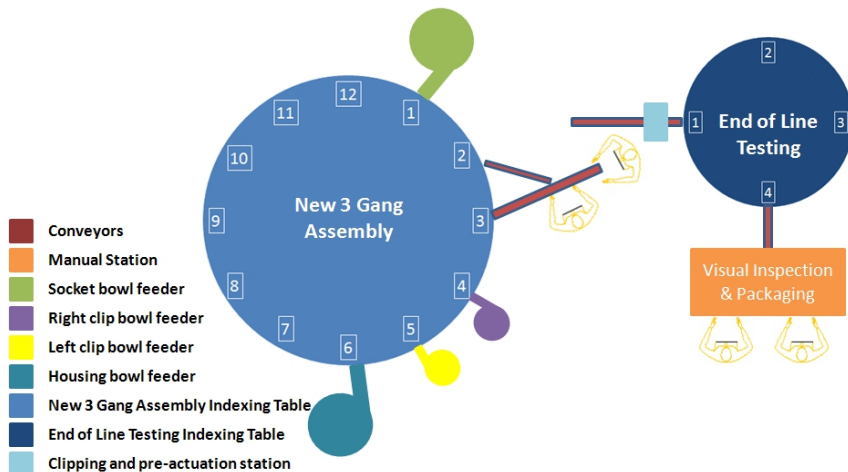 12
11
1
10
2
9
3
8
4
7
5
6
New 3 Gang
Assembly
2
1
3
4
End of Line
Testing
Visual Inspection
& Packaging
Conveyors
Manual Station
Socket bowl feeder
Right clip bowl feeder
Left clip bowl feeder
Housing bowl feeder
New 3 Gang Assembly Indexing Table
End of Line Testing Indexing Table
Clipping and pre-actuation station